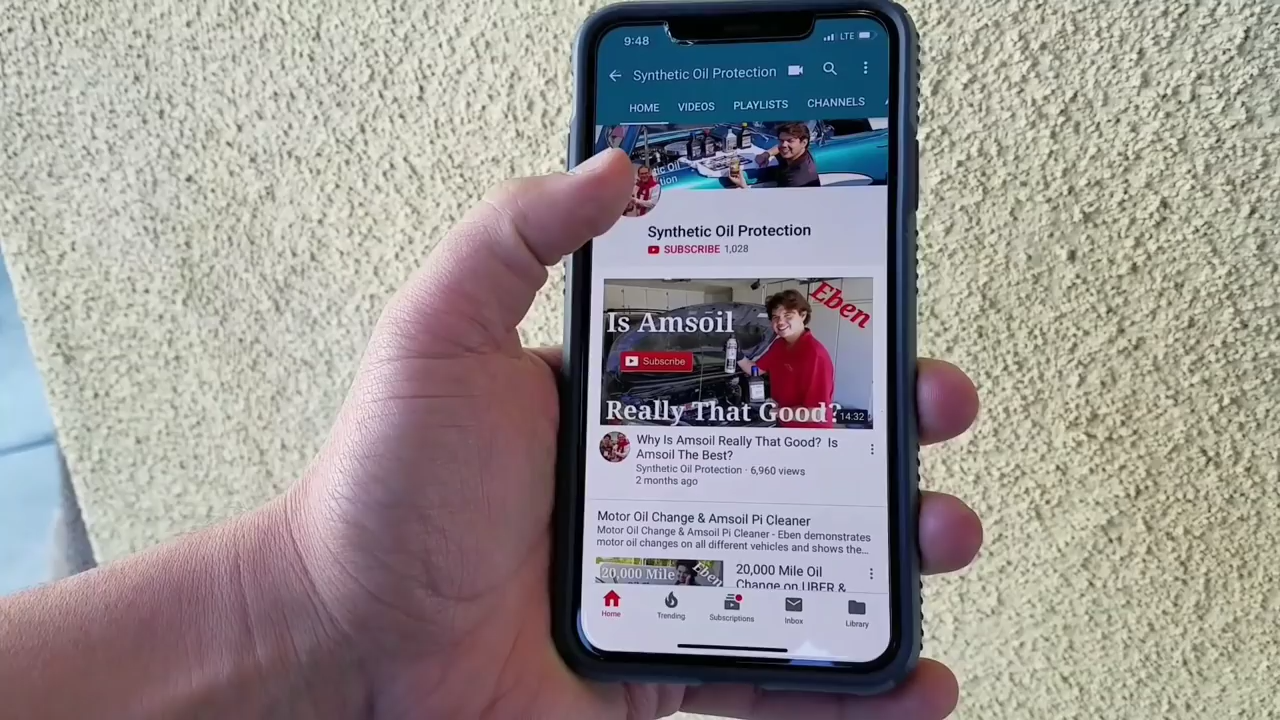 9:48 LTE
Synthetic Oil Protection
HOME VIDEOS PLAYLISTS CHANNELS
Synthetic Oil Protection
SUBSCRIBE 1,028
Eben
Is Amsoil
Subscribe
Really That Good?
14:32
Why Is Amsoil Really That Good? Is
Amsoil The Best?
Synthetic Oil Protection · 6,960 views
2 months ago
Motor Oil Change & Amsoil Pi Cleaner
Motor Oil Change & Amsoil Pi Cleaner - Eben demonstrates
motor oil changes on all different vehicles and shows the...
20,000 Mile
Eben
20,000 Mile Oil
Change on UBER &
Home Trending Subscriptions Inbox Library